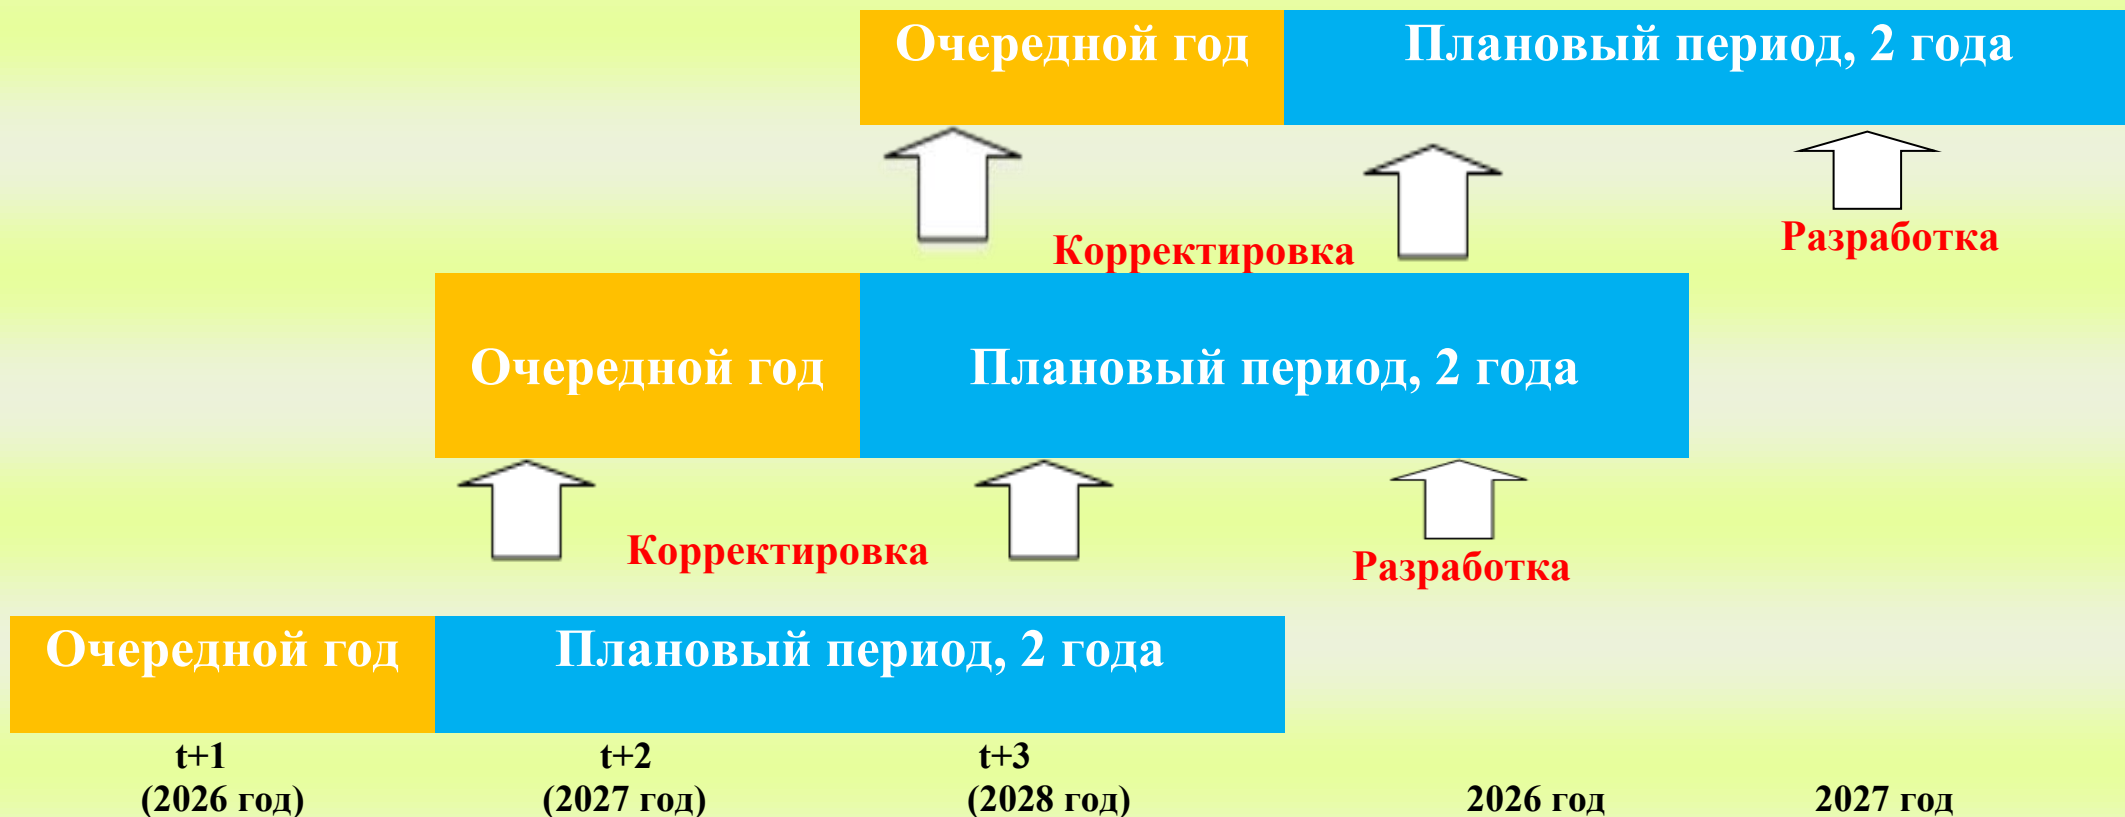 Очередной год
Плановый период, 2 года
Корректировка
Разработка
Очередной год
Плановый период, 2 года
Корректировка
Разработка
Очередной год
Плановый период, 2 года
t+1
(2026 год)
t+2
(2027 год)
t+3
(2028 год)
2026 год
2027 год